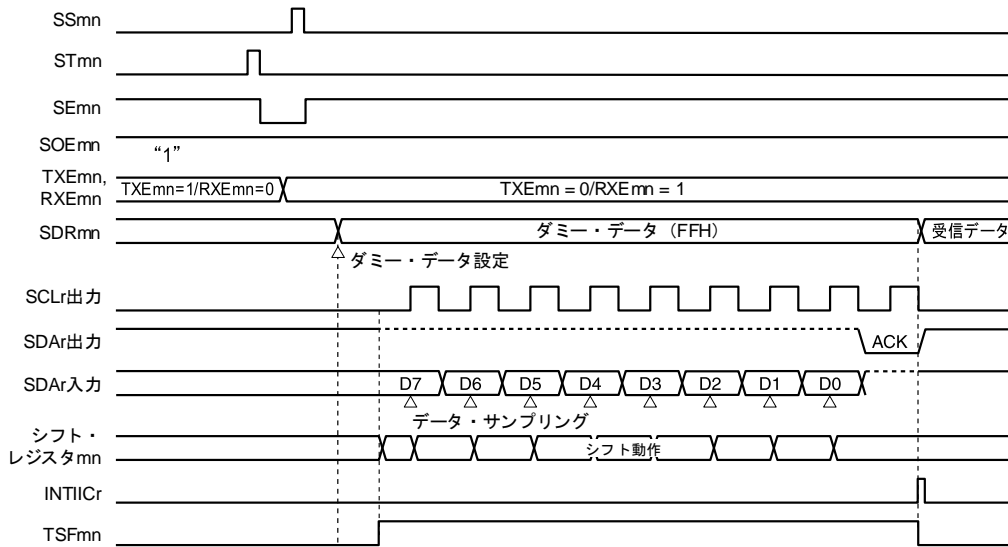 SSmn
STmn
SEmn
SOEmn
“1”
TXEmn,
RXEmn
TXEmn=1/RXEmn=0
TXEmn = 0/RXEmn = 1
SDRmn
ダミー・データ（FFH）
受信データ
△ ダミー・データ設定
SCLr出力
SDAr出力
ACK
SDAr入力
D7 D6 D5 D4 D3 D2 D1 D0
データ・サンプリング
シフト・
レジスタmn
シフト動作
INTIICr
TSFmn